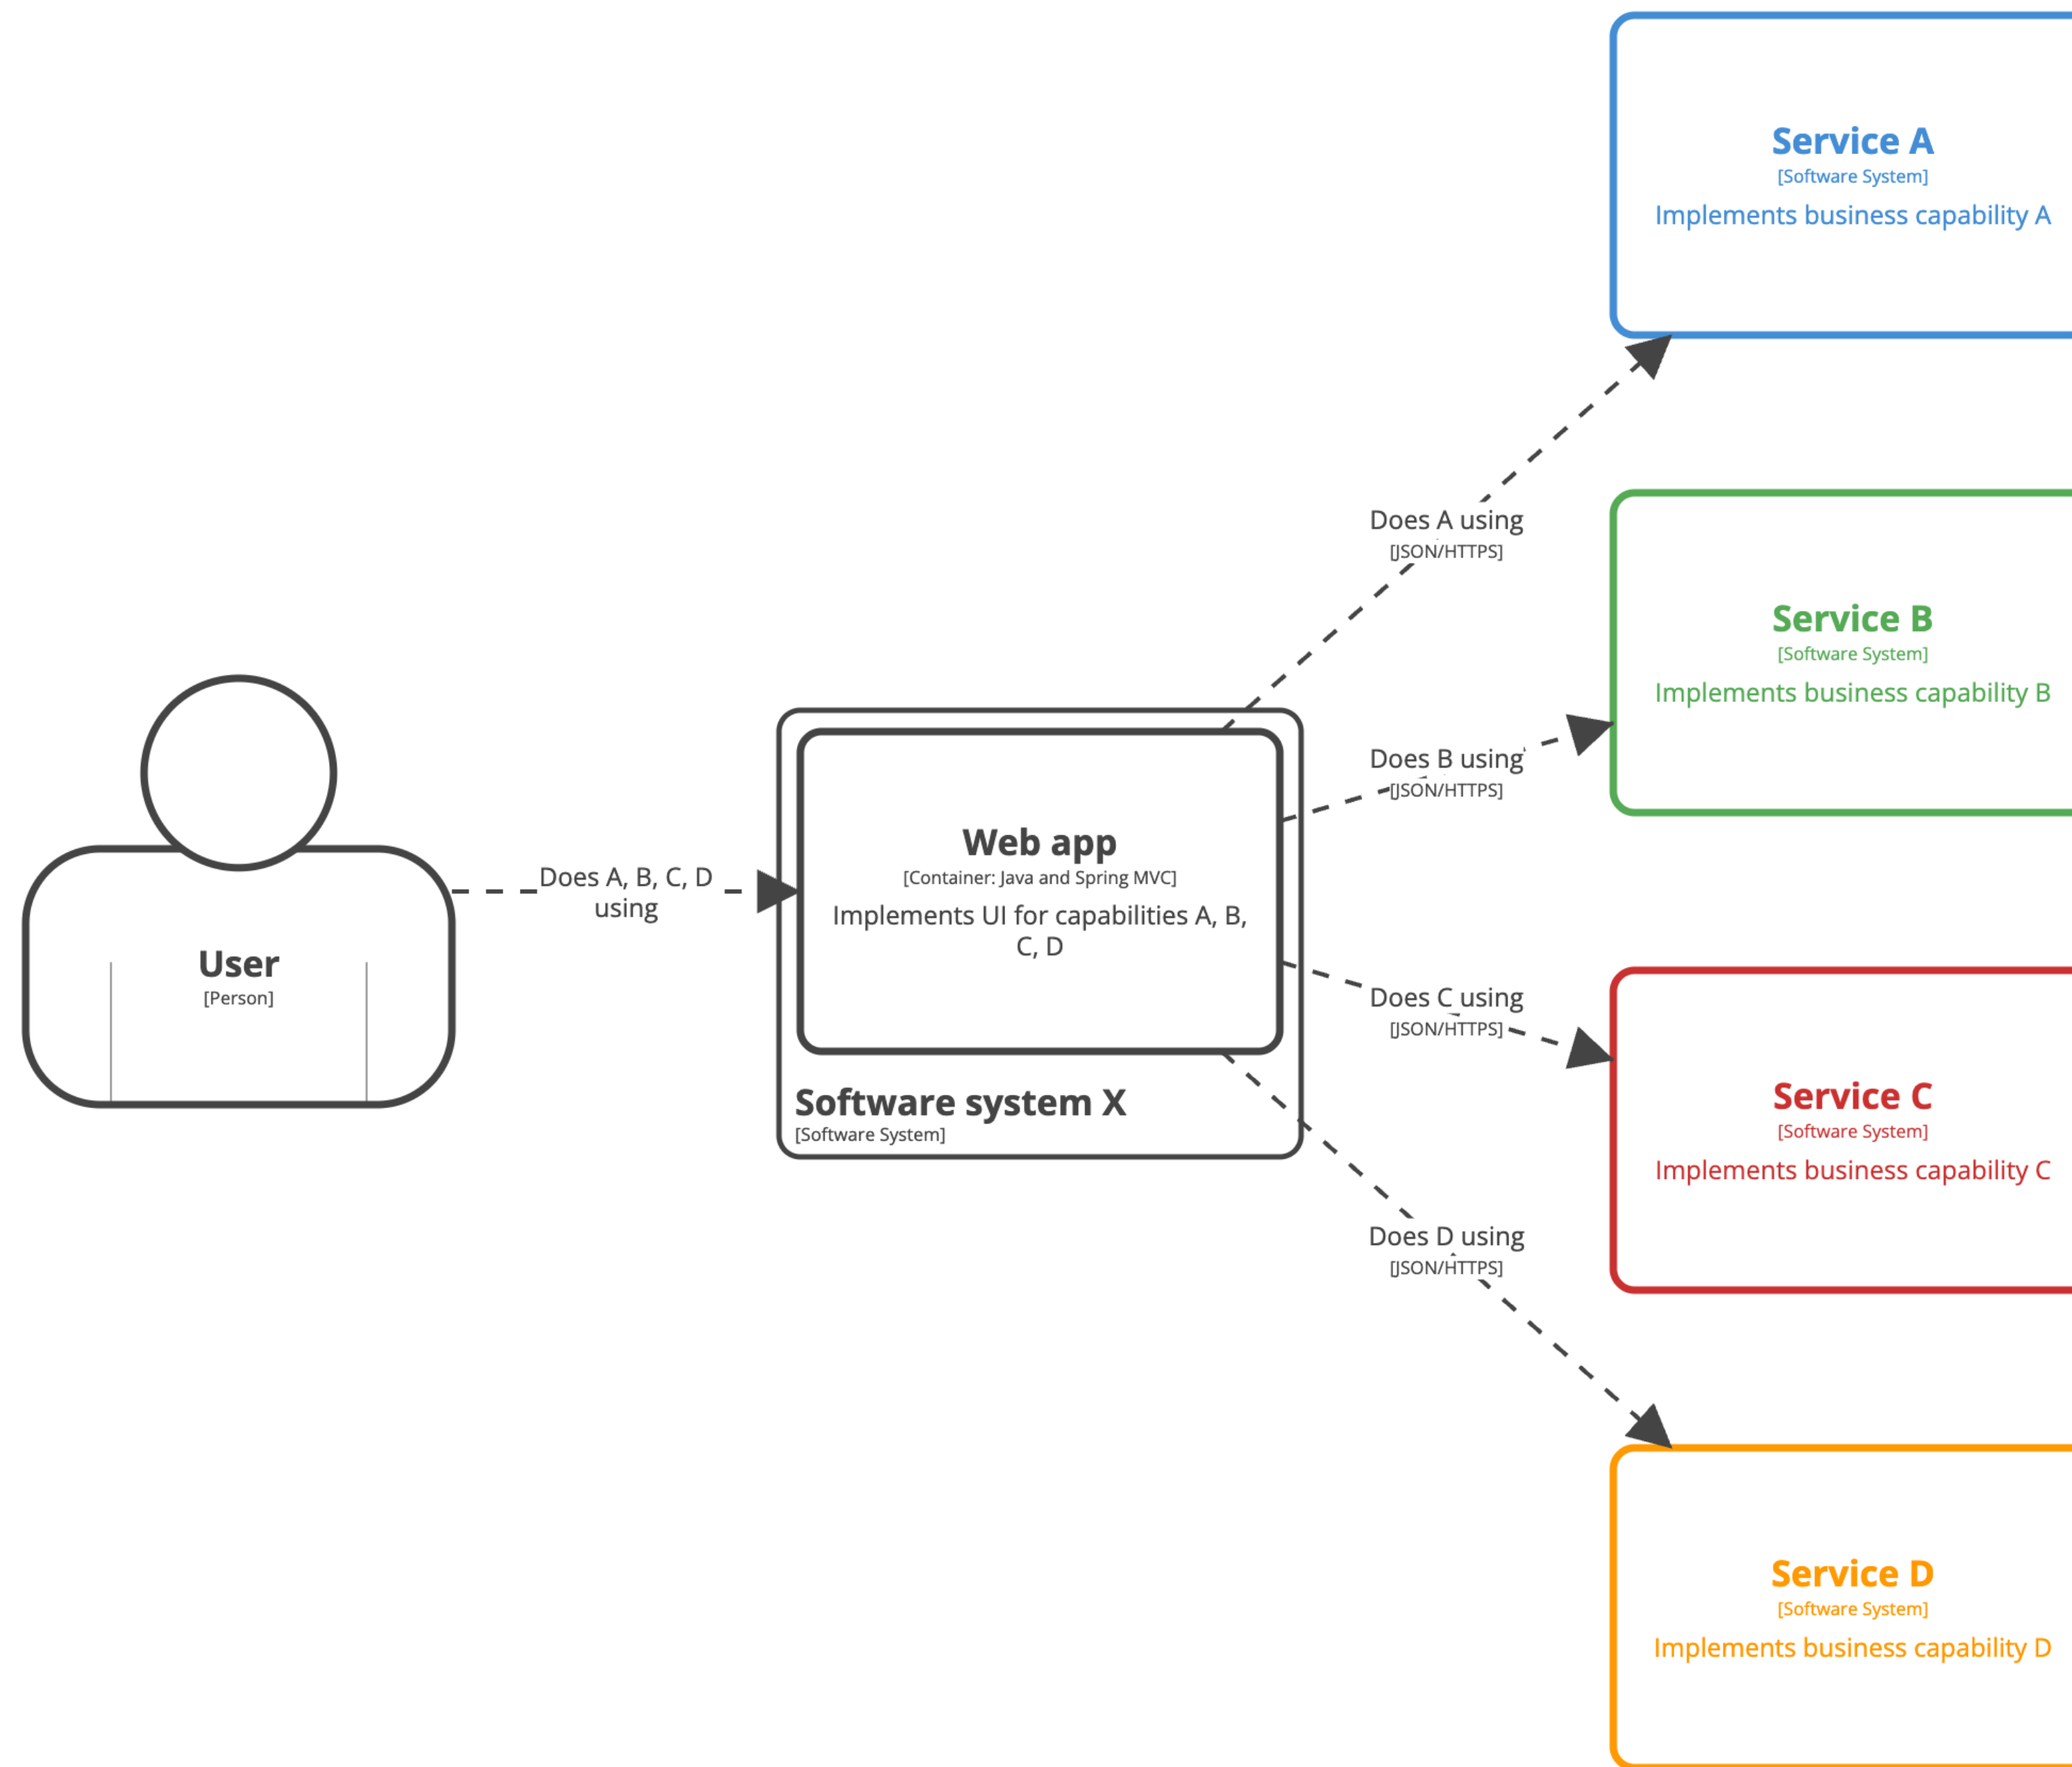 Service A
[Software System]
Implements business capability A
Does A using
[JSON/HTTPS]
Service B
[Software System]
Implements business capability B
Does B using
[JSON/HTTPS]
User
[Person]
Does A, B, C, D
using
Web app
[Container: Java and Spring MVC]
Implements UI for capabilities A, B,
C, D
Software system X
[Software System]
Does C using
[JSON/HTTPS]
Service C
[Software System]
Implements business capability C
Does D using
[JSON/HTTPS]
Service D
[Software System]
Implements business capability D